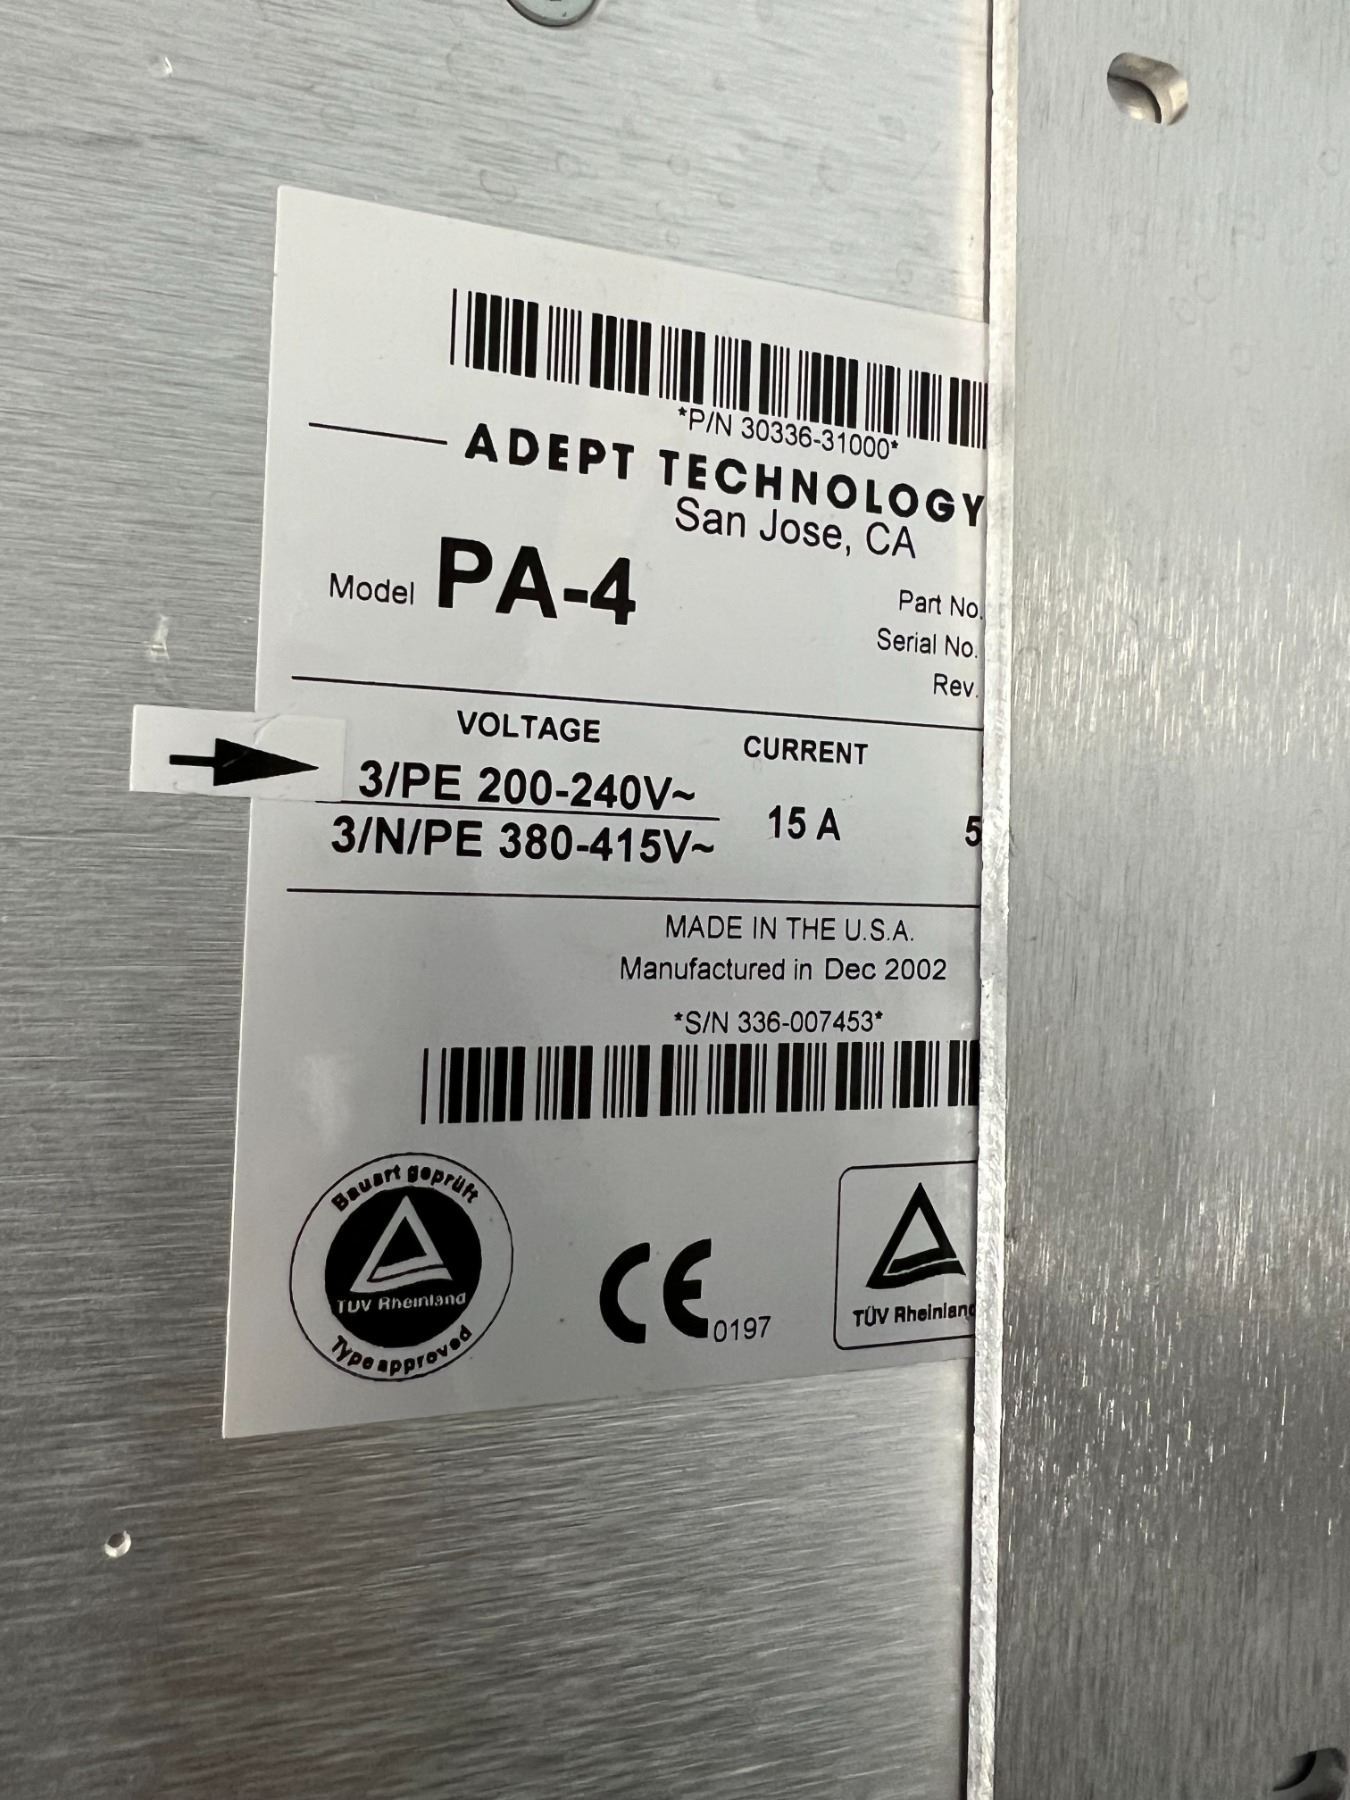 *P/N 30336-31000*
ADEPT TECHNOLOGY
San Jose, CA
Model PA-4
Part No.
Serial No.
Rev.
VOLTAGE
CURRENT
3/PE 200-240V~
3/N/PE 380-415V~
15 A
5
MADE IN THE U.S.A.
Manufactured in Dec 2002
*S/N 336-007453*
Bauart geprüft
TÜV Rheinland
Type approved
CE 0197
TÜV Rheinland